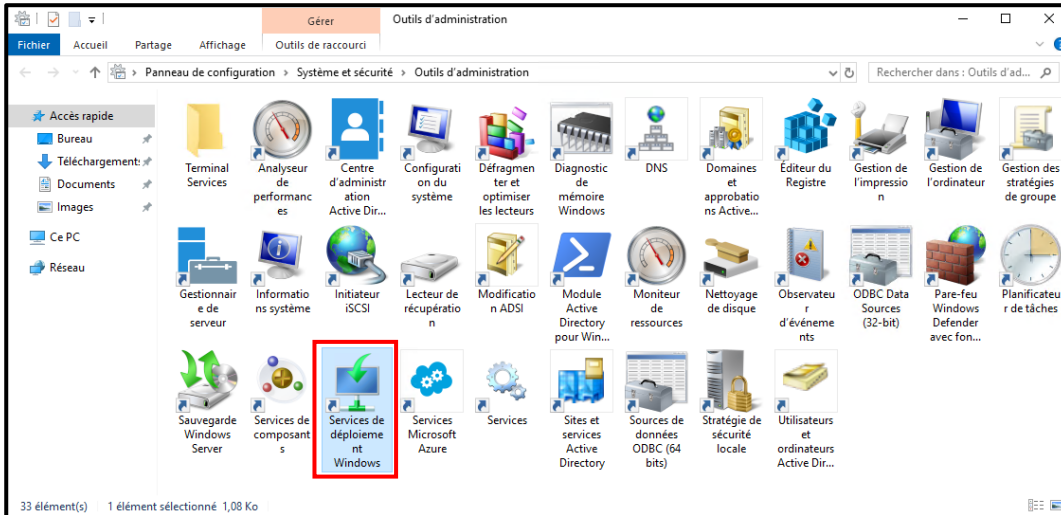 Gérer
Outils d'administration
Fichier Accueil Partage Affichage Outils de raccourci
Panneau de configuration > Système et sécurité > Outils d'administration
Rechercher dans : Outils d'ad...
Accès rapide
Bureau
Téléchargements
Documents
Images
Ce PC
Réseau
Terminal
Services
Analyseur
de
performanc
es
Centre
d'administr
ation
Active Dir...
Configurati
on du
système
Défragmen
ter et
optimiser
les lecteurs
Diagnostic
de
mémoire
Windows
DNS
Domaines
et
approbatio
ns Active...
Éditeur du
Registre
Gestion de
l'impressio
n
Gestion de
l'ordinateur
Gestion des
stratégies
de groupe
Gestionnair
e de
serveur
Informatio
ns système
Initiateur
iSCSI
Lecteur de
récupératio
n
Modificatio
n ADSI
Module
Active
Directory
pour Win...
Moniteur
de
ressources
Nettoyage
de disque
Observateu
r
d'événeme
nts
ODBC Data
Sources
(32-bit)
Pare-feu
Windows
Defender
avec fon...
Planificateu
r de tâches
Sauvegarde
Windows
Server
Services de
composant
s
Services de
déploieme
nt
Windows
Services
Microsoft
Azure
Services
Sites et
services
Active
Directory
Sources de
données
ODBC (64
bits)
Stratégie de
sécurité
locale
Utilisateurs
et
ordinateurs
Active Dir...
33 élément(s) 1 élément sélectionné 1,08 Ko